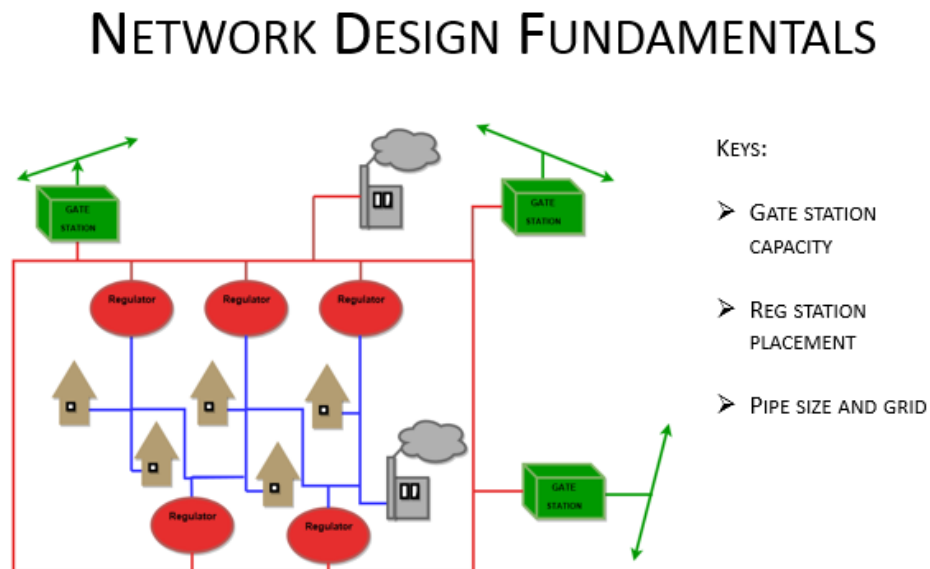 NETWORK DESIGN FUNDAMENTALS
KEYS:
GATE
STATION
GATE
STATION
➢ GATE STATION
CAPACITY
Regulator
Regulator
Regulator
➢ REG STATION
PLACEMENT
➢ PIPE SIZE AND GRID
GATE
STATION
Regulator
Regulator